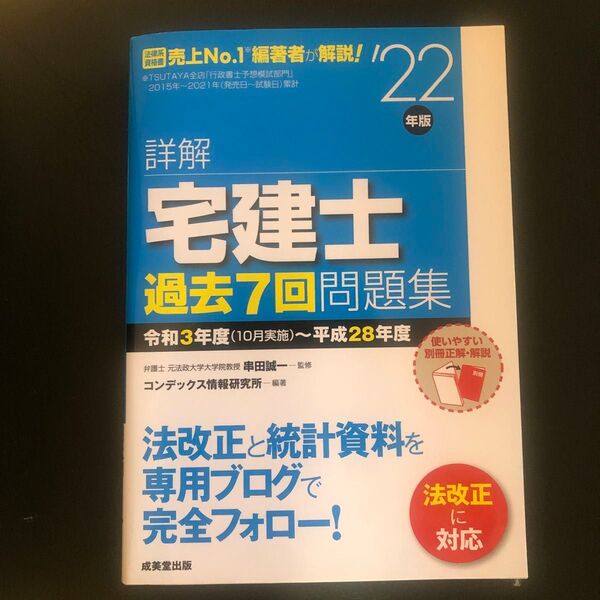 法律系
資格書
売上No.1※編著者が解説!
※TSUTAYA全店「行政書士予想模試部門」
2015年〜2021年(発売日〜試験日)累計
'22
年版
詳解
宅建士
過去7回問題集
令和3年度(10月実施)〜平成28年度
弁護士 元法政大学大学院教授 串田誠一―監修
コンデックス情報研究所―編著
使いやすい
別冊正解・解説
別冊
法改正と統計資料を
専用ブログで
完全フォロー!
法改正
に
対応
成美堂出版